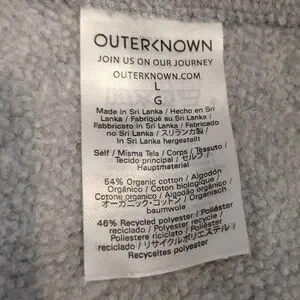 OUTERKNOWN
JOIN US ON OUR JOURNEY
OUTERKNOWN.COM
L
G
Made in Sri Lanka / Hecho en Sri
Lanka / Fabriqué au Sri Lanka /
Fabbricato in Sri Lanka / Fabricado
no Sri Lanka / スリランカ製 /
In Sri Lanka hergestellt
Self / Misma Tela / Corps / Tessuto /
Tecido principal / セルフ /
Hauptmaterial
54% Organic cotton / Algodón
Orgánico / Coton biologique /
Cotone organico / Algodão orgânico /
オーガニック・コットン / Organisch
baumwolle
46% Recycled polyester / Poliéster
reciclado / Polyester recyclé /
Poliestere riciclato / Poliéster
reciclado / リサイクルポリエステル /
Recyceltes polyester